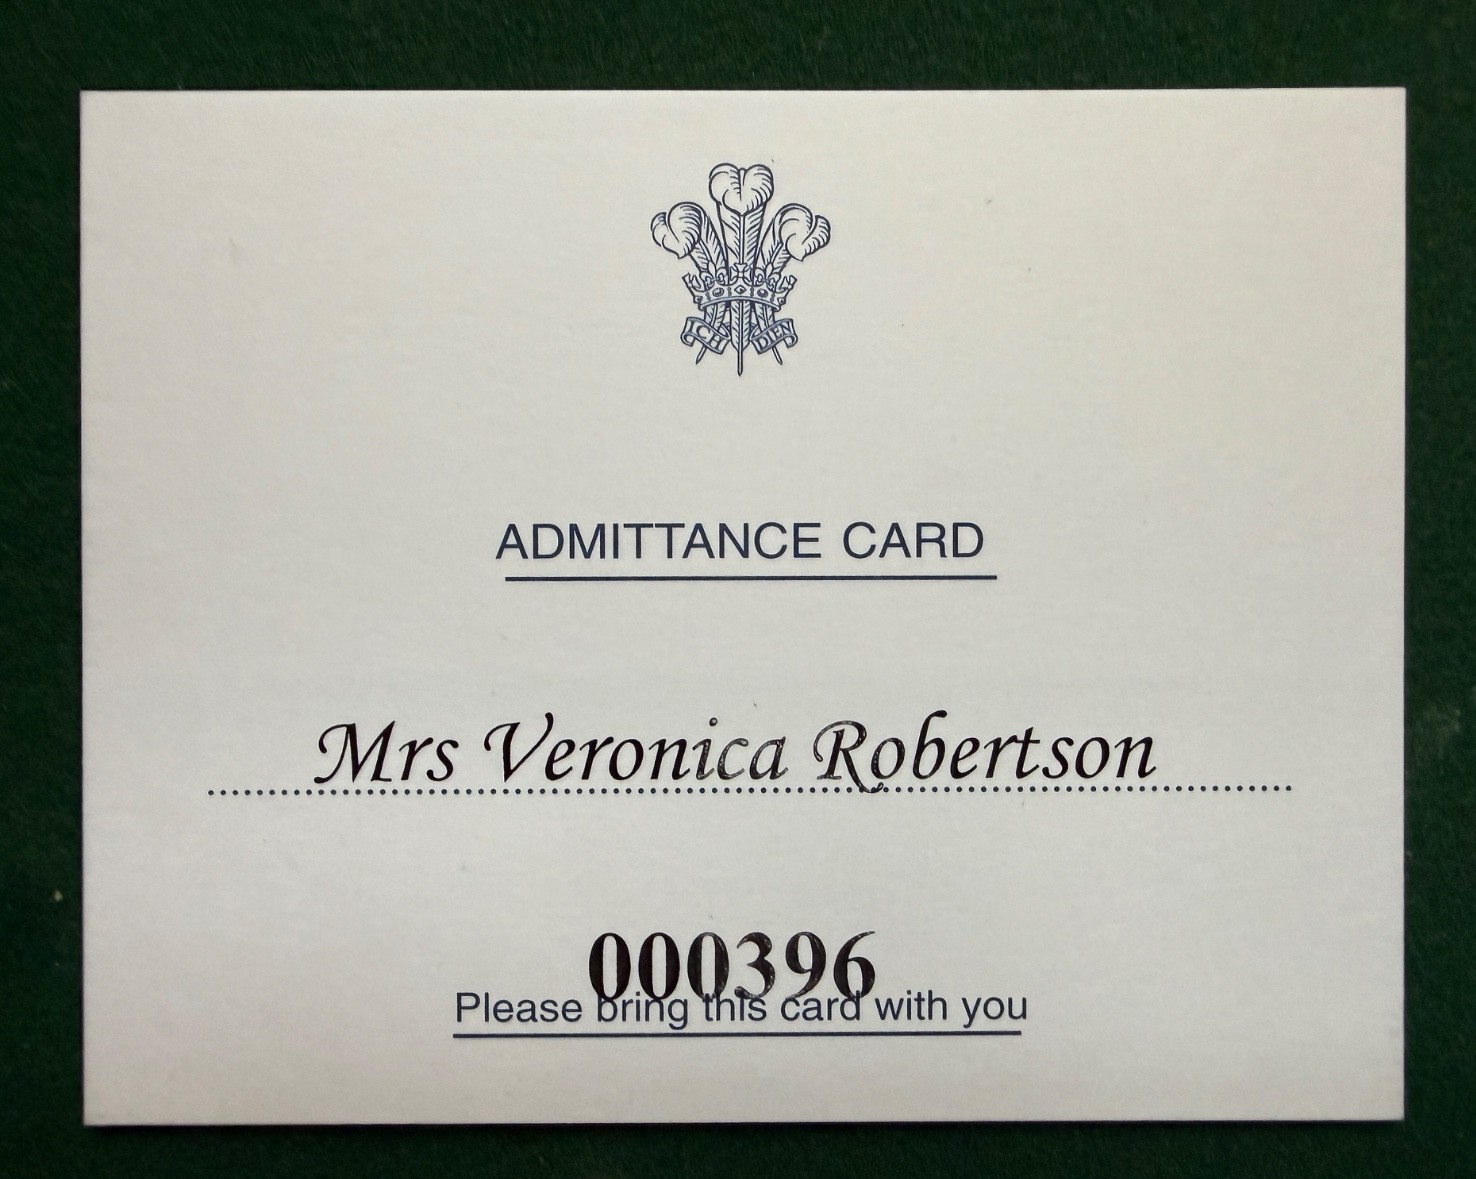 ICH DIEN
ADMITTANCE CARD
Mrs Veronica Robertson
000396
Please bring this card with you